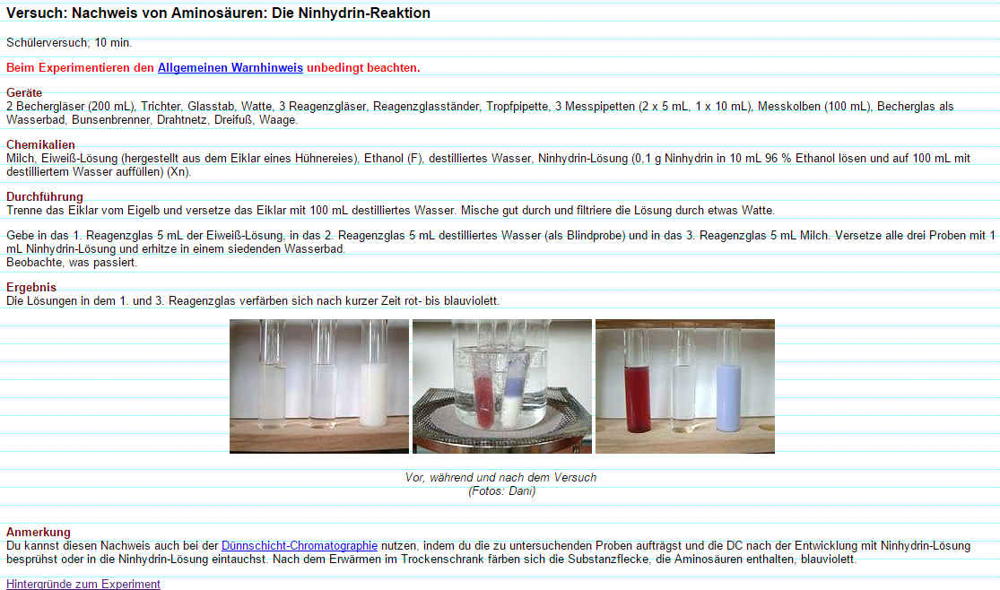 Versuch: Nachweis von Aminosäuren: Die Ninhydrin-Reaktion
Schülerversuch; 10 min.
Beim Experimentieren den Allgemeinen Warnhinweis unbedingt beachten.
Geräte
2 Bechergläser (200 mL), Trichter, Glasstab, Watte, 3 Reagenzgläser, Reagenzglasständer, Tropfpipette, 3 Messpipetten (2 x 5 mL, 1 x 10 mL), Messkolben (100 mL), Becherglas als
Wasserbad, Bunsenbrenner, Drahtnetz, Dreifuß, Waage.
Chemikalien
Milch, Eiweiß-Lösung (hergestellt aus dem Eiklar eines Hühnereies), Ethanol (F), destilliertes Wasser, Ninhydrin-Lösung (0,1 g Ninhydrin in 10 mL 96 % Ethanol lösen und auf 100 mL mit
destilliertem Wasser auffüllen) (Xn).
Durchführung
Trenne das Eiklar vom Eigelb und versetze das Eiklar mit 100 mL destilliertes Wasser. Mische gut durch und filtriere die Lösung durch etwas Watte.
Gebe in das 1. Reagenzglas 5 mL der Eiweiß-Lösung, in das 2. Reagenzglas 5 mL destilliertes Wasser (als Blindprobe) und in das 3. Reagenzglas 5 mL Milch. Versetze alle drei Proben mit 1
mL Ninhydrin-Lösung und erhitze in einem siedenden Wasserbad.
Beobachte, was passiert.
Ergebnis
Die Lösungen in dem 1. und 3. Reagenzglas verfärben sich nach kurzer Zeit rot- bis blauviolett.
Vor, während und nach dem Versuch
(Fotos: Dani)
Anmerkung
Du kannst diesen Nachweis auch bei der Dünnschicht-Chromatographie nutzen, indem du die zu untersuchenden Proben aufträgst und die DC nach der Entwicklung mit Ninhydrin-Lösung
besprühst oder in die Ninhydrin-Lösung eintauchst. Nach dem Erwärmen im Trockenschrank färben sich die Substanzflecke, die Aminosäuren enthalten, blauviolett.
Hintergründe zum Experiment